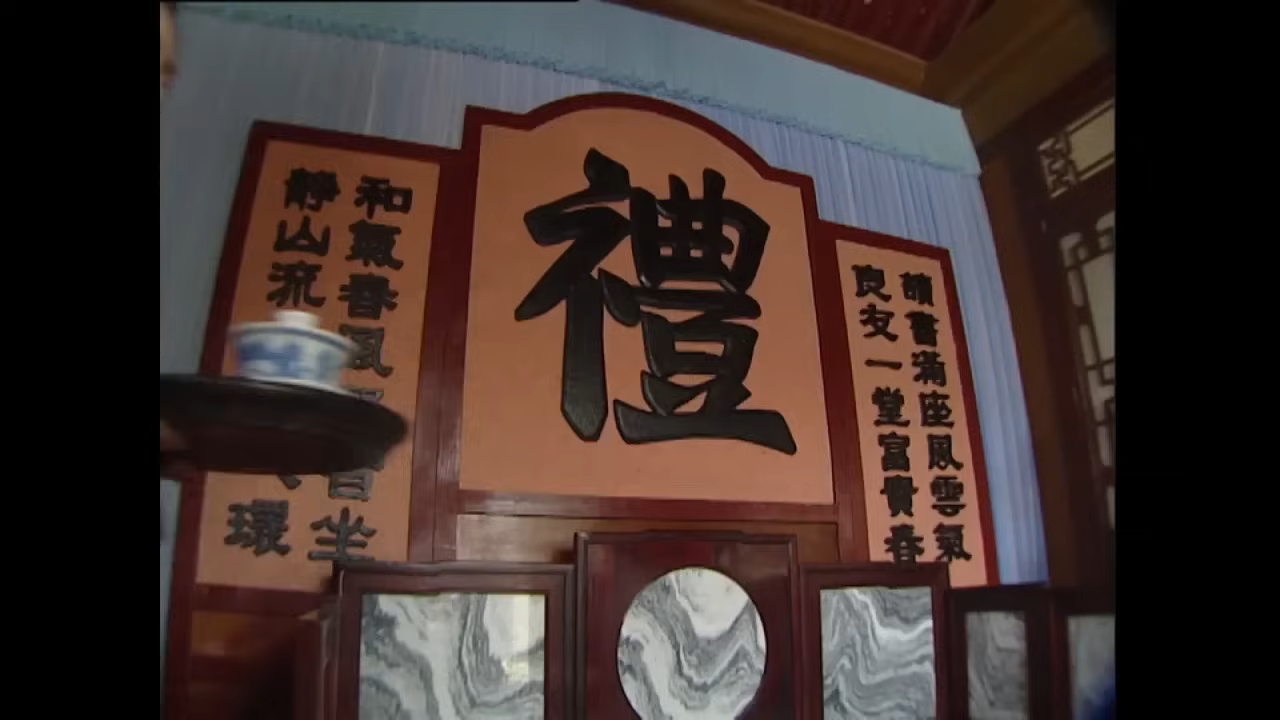 讀書滿座風雲氣
良友一堂富貴春
禮
和氣春風
坐
靜山流
環